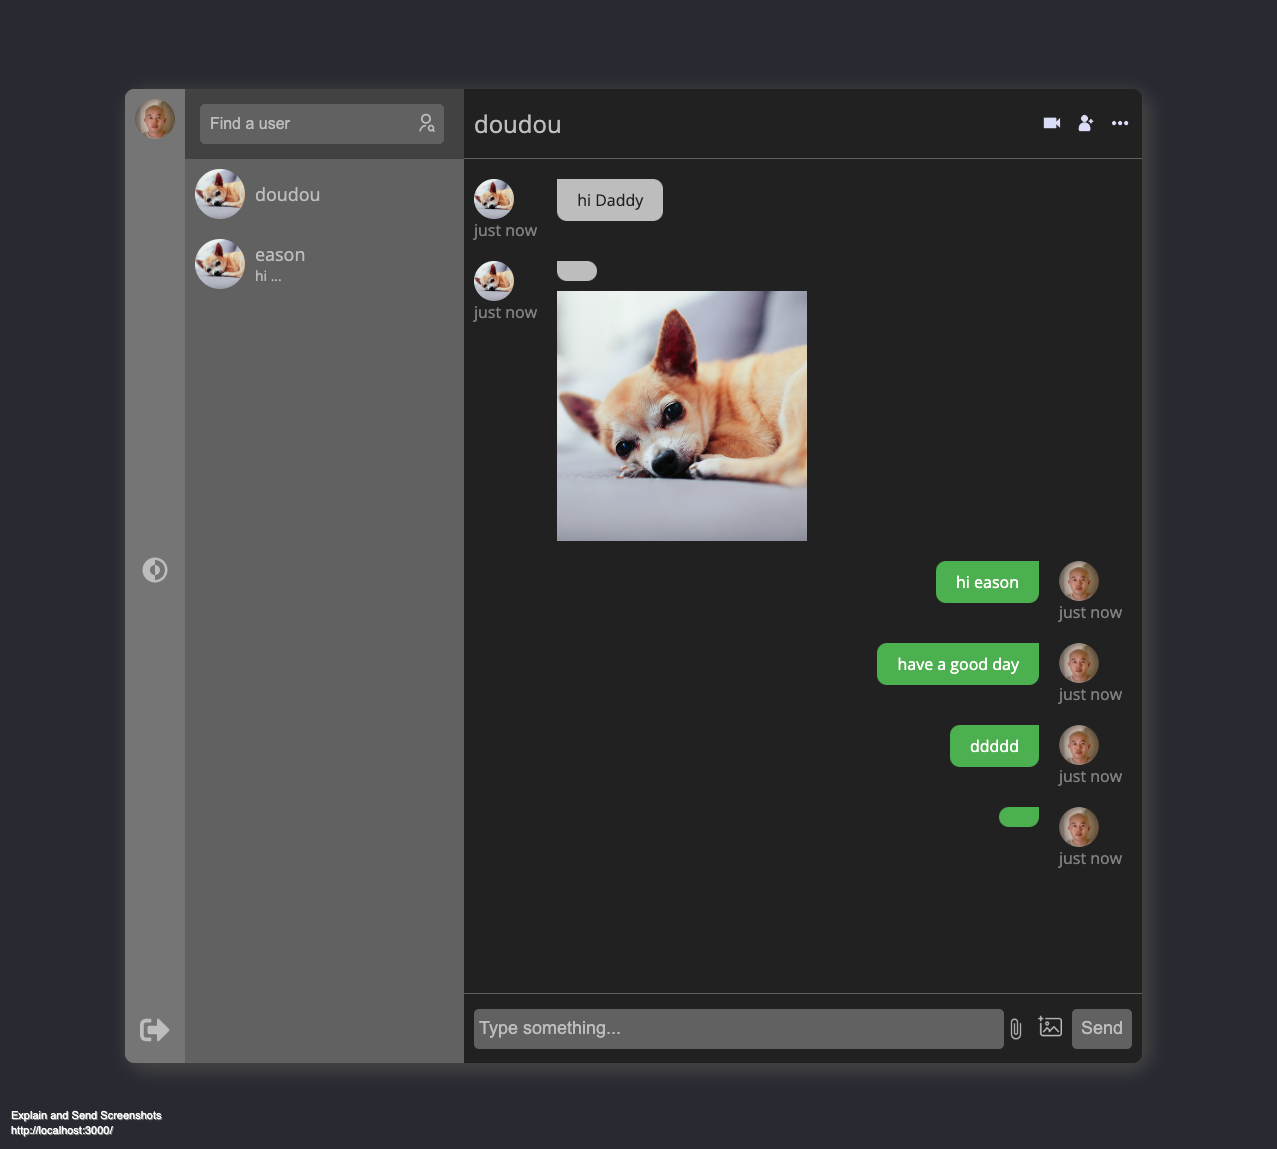 Find a user
doudou
eason
hi ...
doudou
hi Daddy
just now
just now
hi eason
just now
have a good day
just now
ddddd
just now
just now
Type something...
Send
Explain and Send Screenshots
http://localhost:3000/